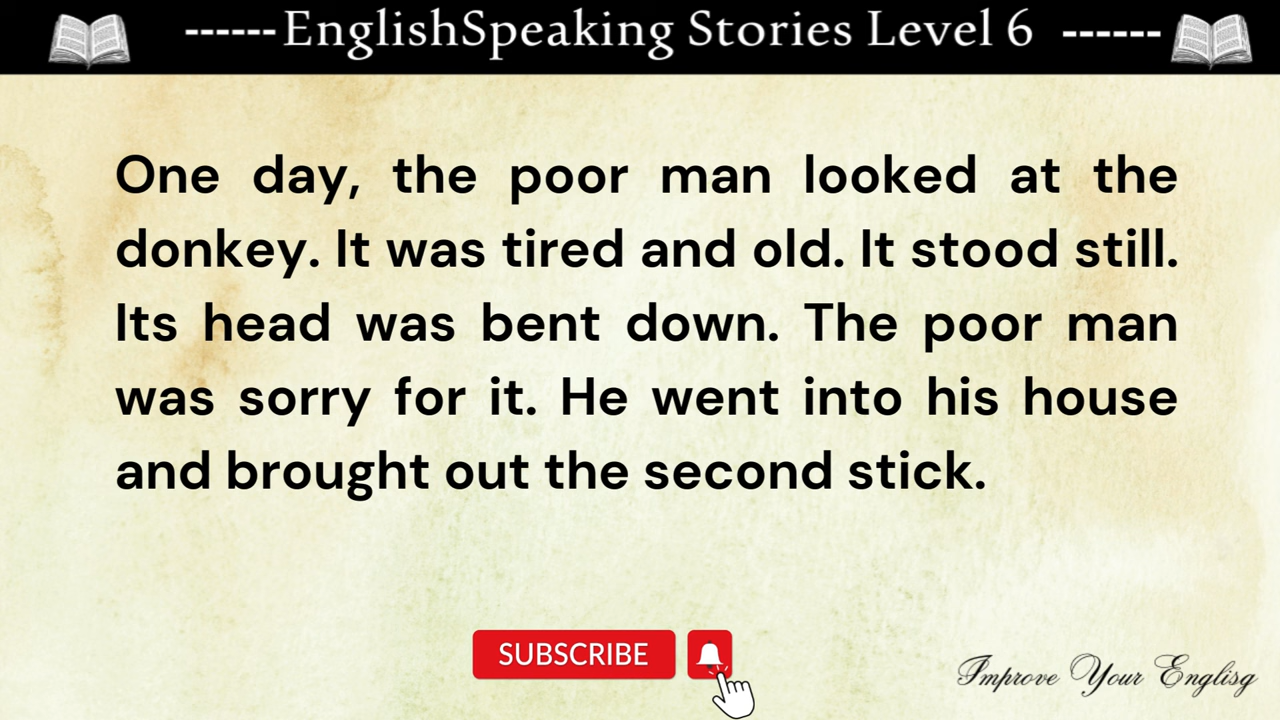 ------EnglishSpeaking Stories Level 6 ------
One day, the poor man looked at the
donkey. It was tired and old. It stood still.
Its head was bent down. The poor man
was sorry for it. He went into his house
and brought out the second stick.
SUBSCRIBE
Improve Your Englisg